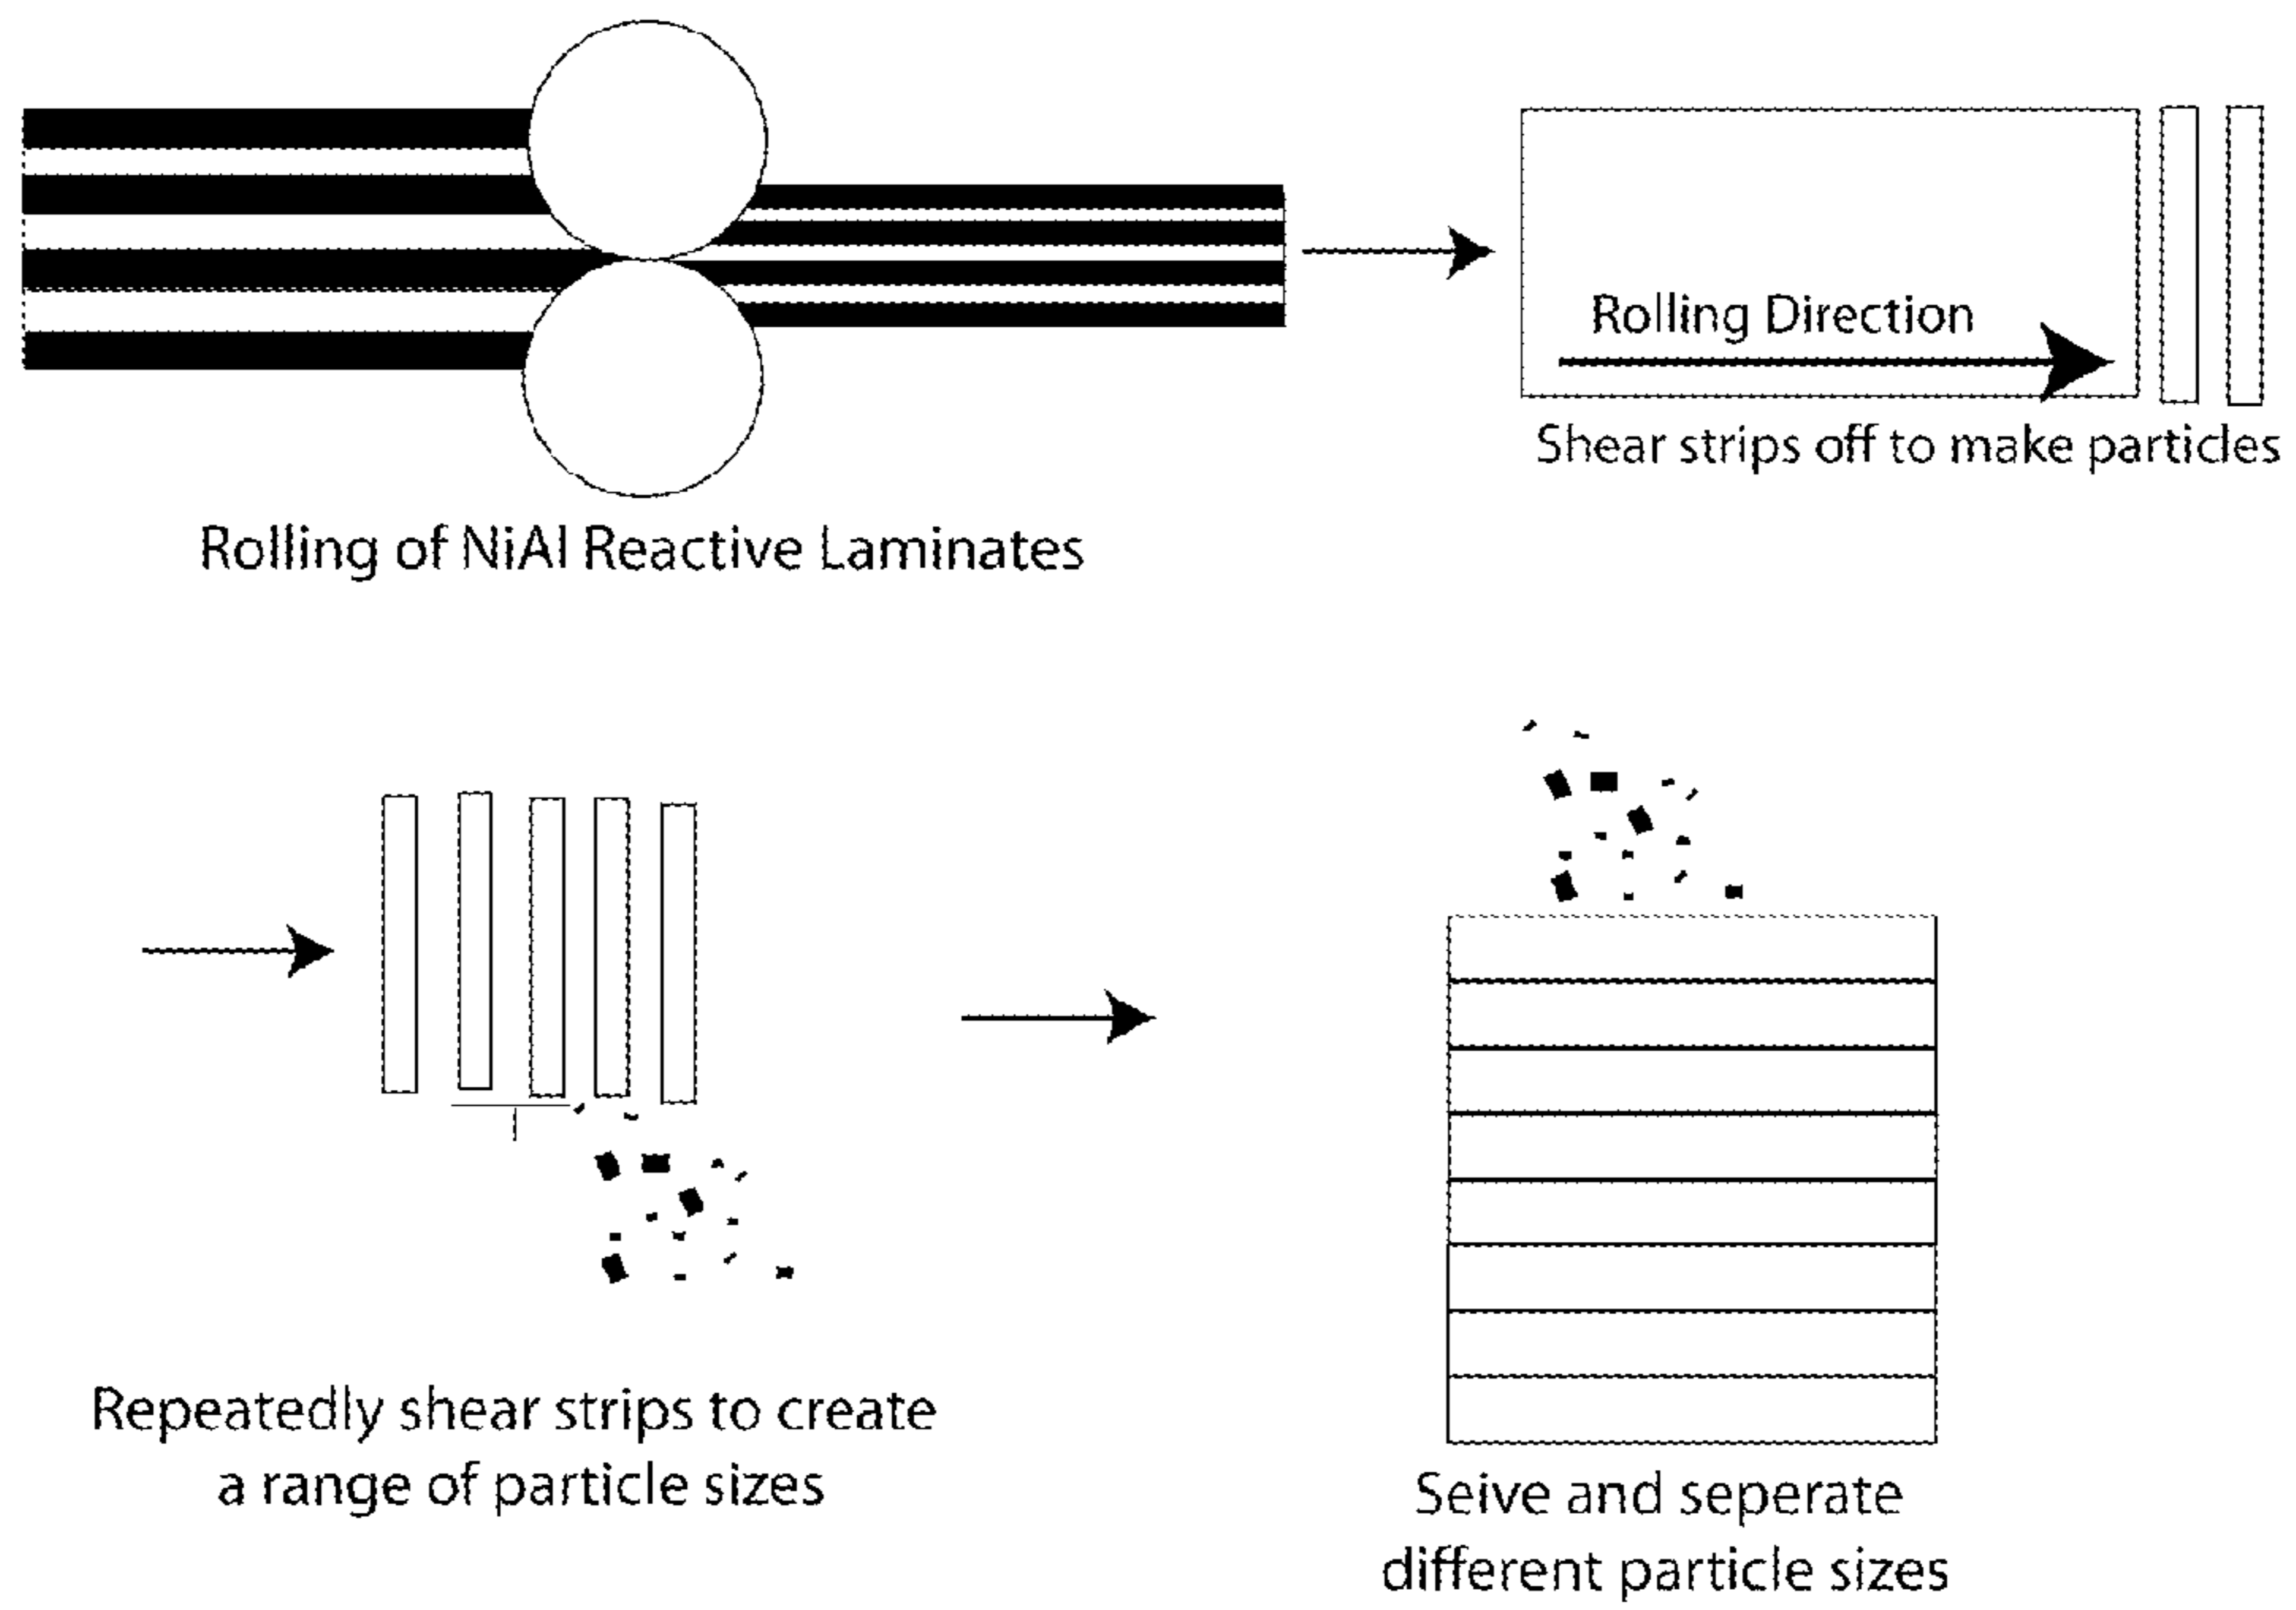 Rolling Direction
Shear strips off to make particles
Rolling of NiAl Reactive Laminates
Repeatedly shear strips to create
a range of particle sizes
Seive and seperate
different particle sizes